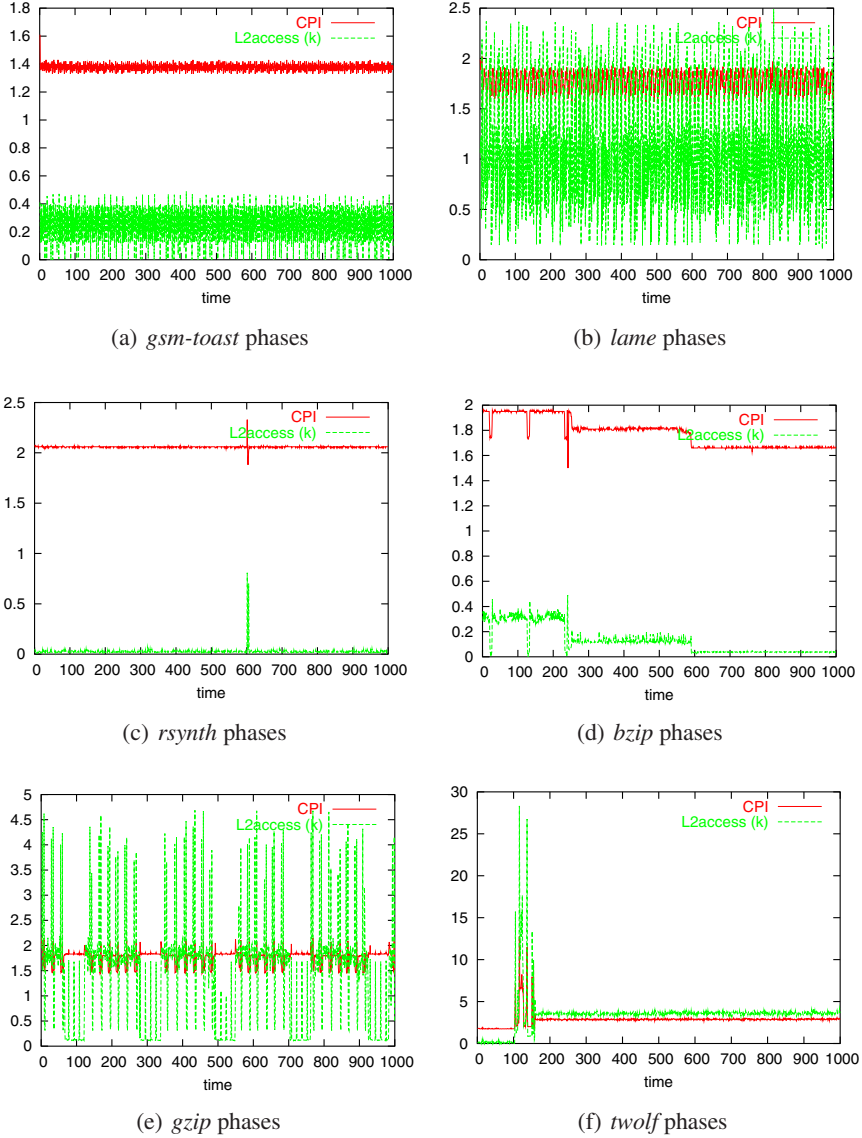 CPI
L2access (k)
1.8
1.6
1.4
1.2
1
0.8
0.6
0.4
0.2
0
0 100 200 300 400 500 600 700 800 900 1000
time
(a) gsm-toast phases
CPI
L2access (k)
2.5
2
1.5
1
0.5
0
0 100 200 300 400 500 600 700 800 900 1000
time
(b) lame phases
CPI
L2access (k)
2.5
2
1.5
1
0.5
0
0 100 200 300 400 500 600 700 800 900 1000
time
(c) rsynth phases
CPI
L2access (k)
2
1.8
1.6
1.4
1.2
1
0.8
0.6
0.4
0.2
0
0 100 200 300 400 500 600 700 800 900 1000
time
(d) bzip phases
CPI
L2access (k)
5
4.5
4
3.5
3
2.5
2
1.5
1
0.5
0
0 100 200 300 400 500 600 700 800 900 1000
time
(e) gzip phases
CPI
L2access (k)
30
25
20
15
10
5
0
0 100 200 300 400 500 600 700 800 900 1000
time
(f) twolf phases